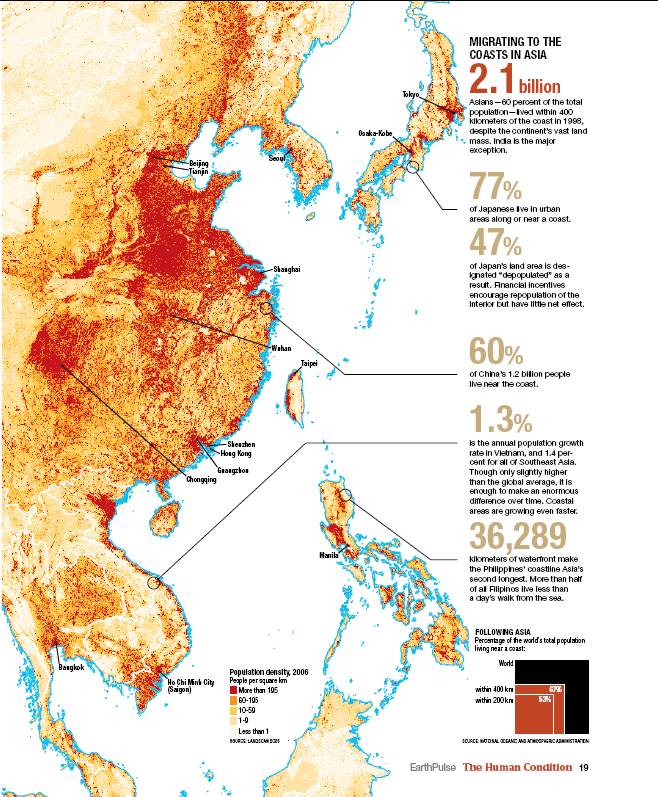 MIGRATING TO THE
COASTS IN ASIA
2.1 billion
Asians—60 percent of the total
population—lived within 400
kilometers of the coast in 1998,
despite the continent's vast land
mass. India is the major
exception.
77%
of Japanese live in urban
areas along or near a coast.
47%
of Japan's land area is des-
ignated "depopulated" as a
result. Financial incentives
encourage repopulation of the
interior but have little net effect.
60%
of China's 1.2 billion people
live near the coast.
1.3%
is the annual population growth
rate in Vietnam, and 1.4 per-
cent for all of Southeast Asia.
Though only slightly higher
than the global average, it is
enough to make an enormous
difference over time. Coastal
areas are growing even faster.
36,289
kilometers of waterfront make
the Philippines' coastline Asia's
second longest. More than half
of all Filipinos live less than
a day's walk from the sea.
FOLLOWING ASIA
Percentage of the world's total population
living near a coast:
World
within 400 km 67%
within 200 km 53%
SOURCE: NATIONAL OCEANIC AND ATMOSPHERIC ADMINISTRATION
Tokyo
Osaka-Kobe
Seoul
Beijing
Tianjin
Shanghai
Wuhan
Taipei
Shenzhen
Hong Kong
Guangzhou
Chongqing
Manila
Bangkok
Ho Chi Minh City
(Saigon)
Population density, 2006
People per square km
More than 195
60-195
10-59
1-9
Less than 1
SOURCE: LANDSCAN 2006
EarthPulse The Human Condition 19